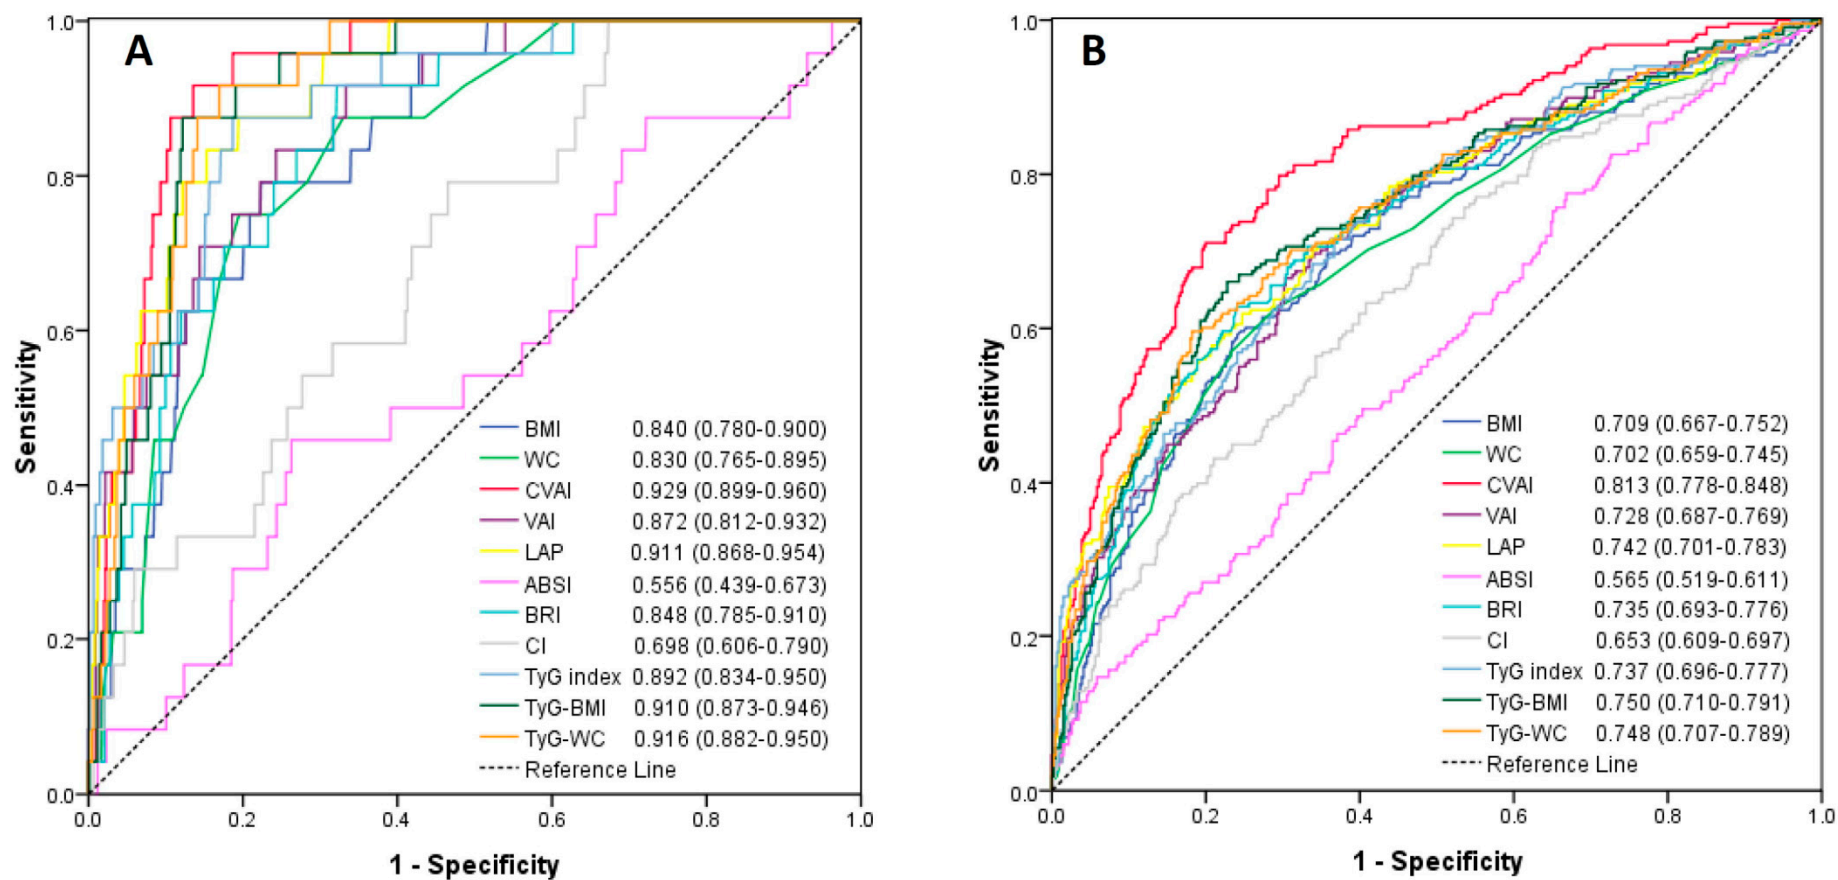 A
Sensitivity
1.0
0.8
0.6
0.4
0.2
0.0
BMI 0.840 (0.780-0.900)
WC 0.830 (0.765-0.895)
CVAI 0.929 (0.899-0.960)
VAI 0.872 (0.812-0.932)
LAP 0.911 (0.868-0.954)
ABSI 0.556 (0.439-0.673)
BRI 0.848 (0.785-0.910)
CI 0.698 (0.606-0.790)
TyG index 0.892 (0.834-0.950)
TyG-BMI 0.910 (0.873-0.946)
TyG-WC 0.916 (0.882-0.950)
Reference Line
0.0 0.2 0.4 0.6 0.8 1.0
1 - Specificity
B
Sensitivity
1.0
0.8
0.6
0.4
0.2
0.0
BMI 0.709 (0.667-0.752)
WC 0.702 (0.659-0.745)
CVAI 0.813 (0.778-0.848)
VAI 0.728 (0.687-0.769)
LAP 0.742 (0.701-0.783)
ABSI 0.565 (0.519-0.611)
BRI 0.735 (0.693-0.776)
CI 0.653 (0.609-0.697)
TyG index 0.737 (0.696-0.777)
TyG-BMI 0.750 (0.710-0.791)
TyG-WC 0.748 (0.707-0.789)
Reference Line
0.0 0.2 0.4 0.6 0.8 1.0
1 - Specificity